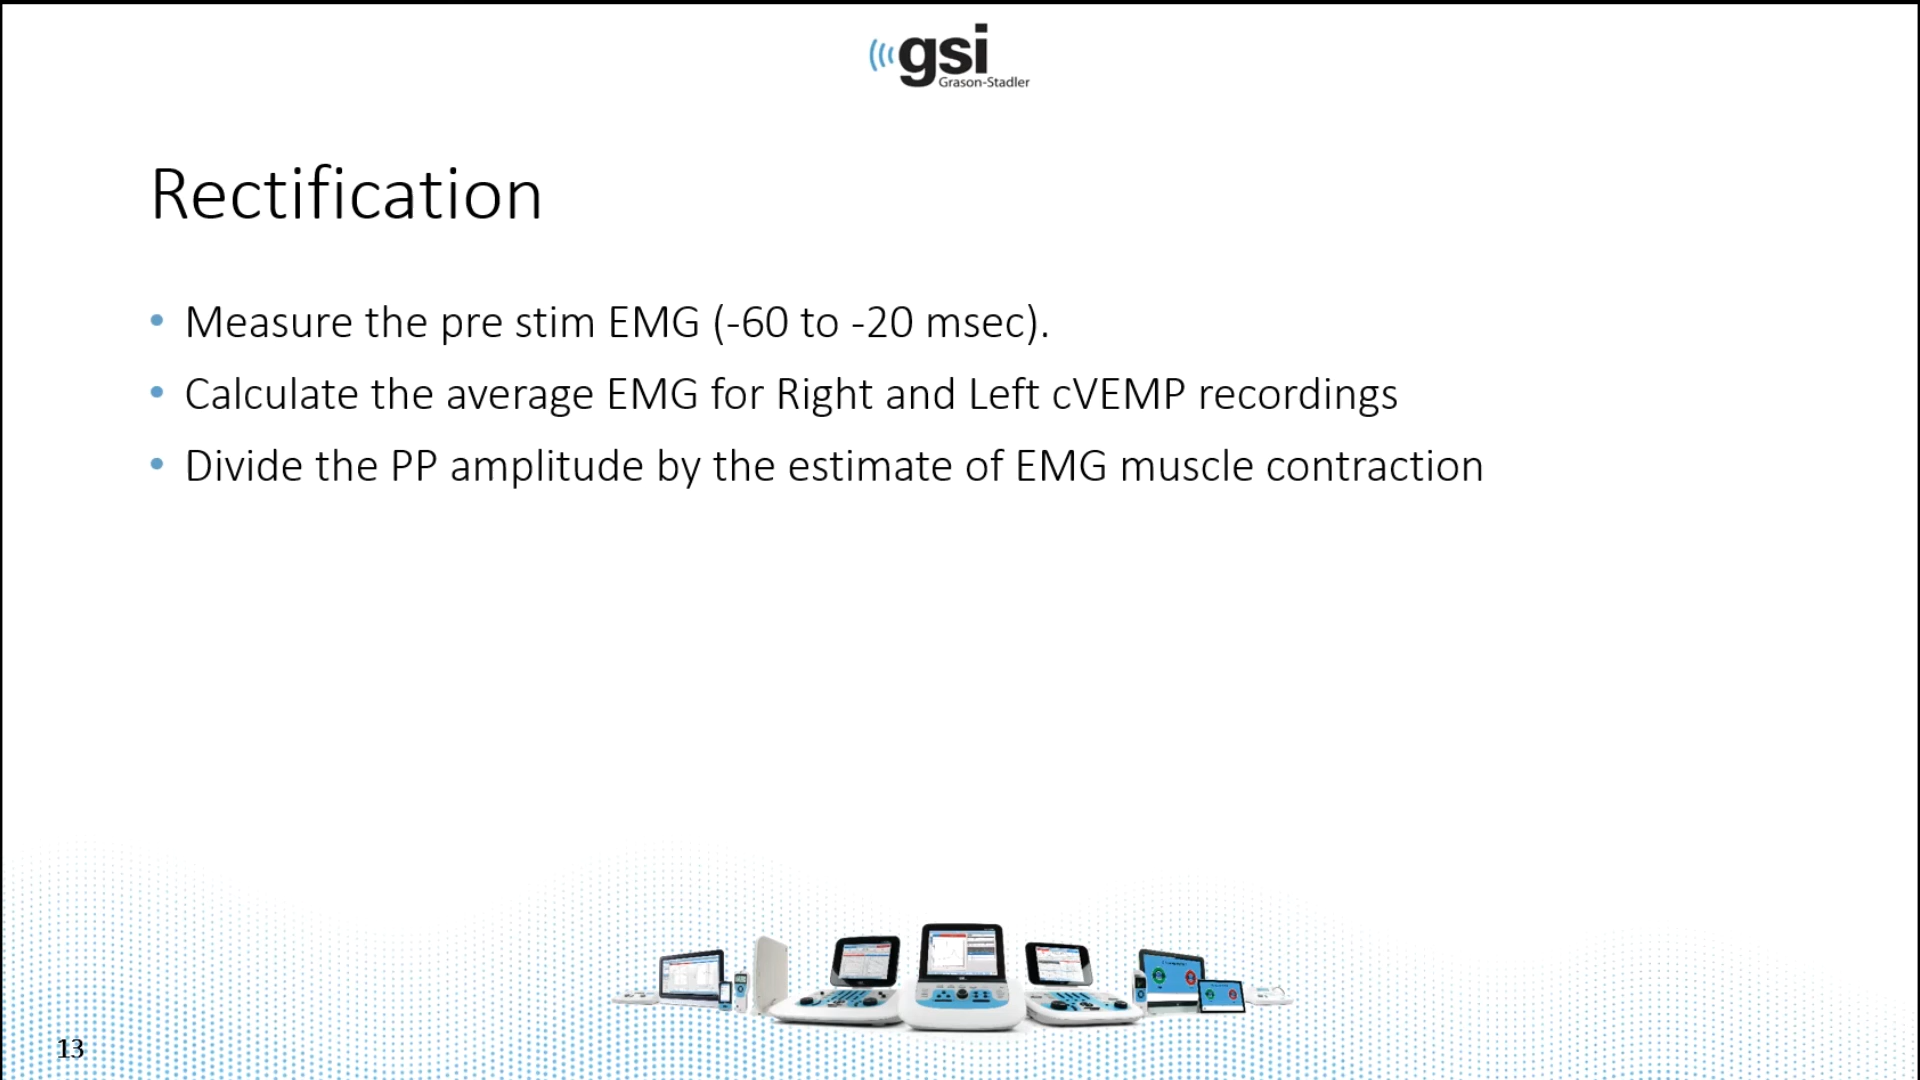 gsi
Grason-Stadler
Rectification
• Measure the pre stim EMG (-60 to -20 msec).
• Calculate the average EMG for Right and Left cVEMP recordings
• Divide the PP amplitude by the estimate of EMG muscle contraction
13